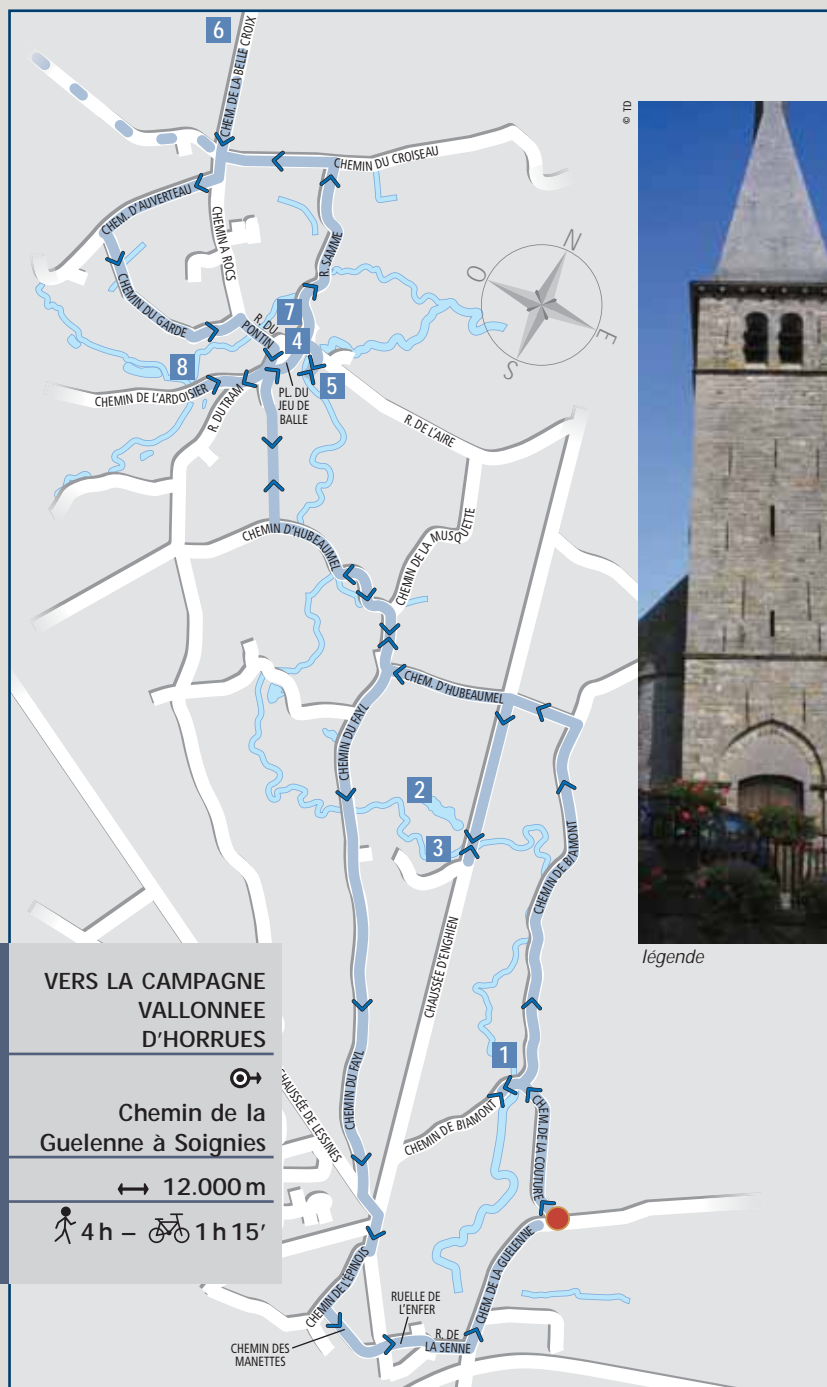 6
CHEM. DE LA BELLE CROIX
© TD
CHEMIN DU CROISEAU
CHEM. D'AUVERTEAU
CHEMIN A ROCS
R. SAMME
N
O
E
S
CHEMIN DU GARDE
7
R. DU
PONTIN
4
8
5
PL. DU
JEU DE
BALLE
CHEMIN DE L'ARDOISIER
R. DU TRAM
R. DE L'AIRE
CHEMIN D'HUBEAUMEL
CHEMIN DE LA MUSQUETTE
CHEM. D'HUBEAUMEL
CHEMIN DU FAYL
2
3
CHEMIN DE BIAMONT
CHAUSSÉE D'ENGHIEN
légende
VERS LA CAMPAGNE
VALLONNEE
D'HORRUES
Chemin de la
Guelenne à Soignies
12.000 m
4 h – 1 h 15'
CHAUSSÉE DE LESSINES
CHEMIN DU FAYL
1
CHEMIN DE BIAMONT
CHEM. DE LA COUTURE
CHEM. DE LA GUELENNE
CHEMIN DE L'ÉPINOIS
RUELLE DE
L'ENFER
R. DE
LA SENNE
CHEMIN DES
MANETTES